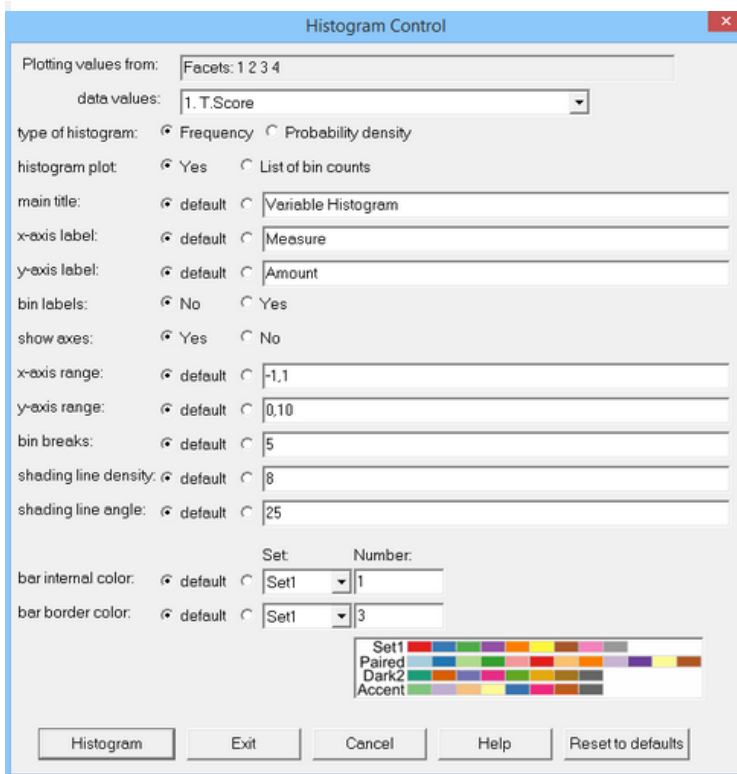 Histogram Control
Plotting values from: Facets: 1 2 3 4
data values: 1. T.Score
type of histogram: Frequency Probability density
histogram plot: Yes List of bin counts
main title: default Variable Histogram
x-axis label: default Measure
y-axis label: default Amount
bin labels: No Yes
show axes: Yes No
x-axis range: default -1,1
y-axis range: default 0,10
bin breaks: default 5
shading line density: default 8
shading line angle: default 25
Set: Number:
bar internal color: default Set1 1
bar border color: default Set1 3
Set1
Paired
Dark2
Accent
Histogram Exit Cancel Help Reset to defaults